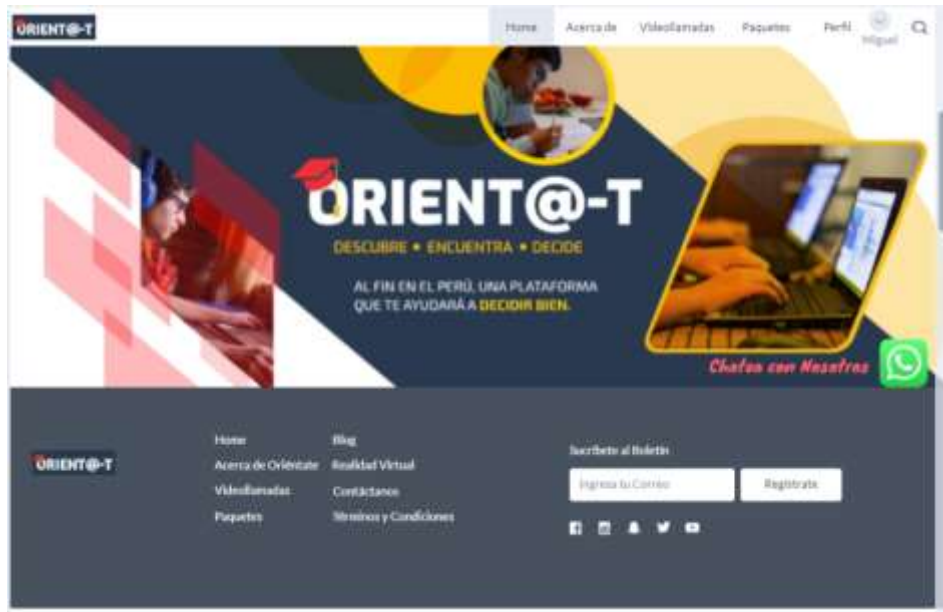 ORIENT@-T
Home Acerca de Videollamadas Paquetes Perfil Miguel
ORIENT@-T
DESCUBRE • ENCUENTRA • DECIDE
AL FIN EN EL PERÚ, UNA PLATAFORMA
QUE TE AYUDARÁ A DECIDIR BIEN.
Chatea con Nosotros
ORIENT@-T
Home
Acerca de Oriéntate
Videollamadas
Paquetes
Blog
Realidad Virtual
Contáctanos
Términos y Condiciones
Sucríbete al Boletín
Ingresa tu Correo
Regístrate